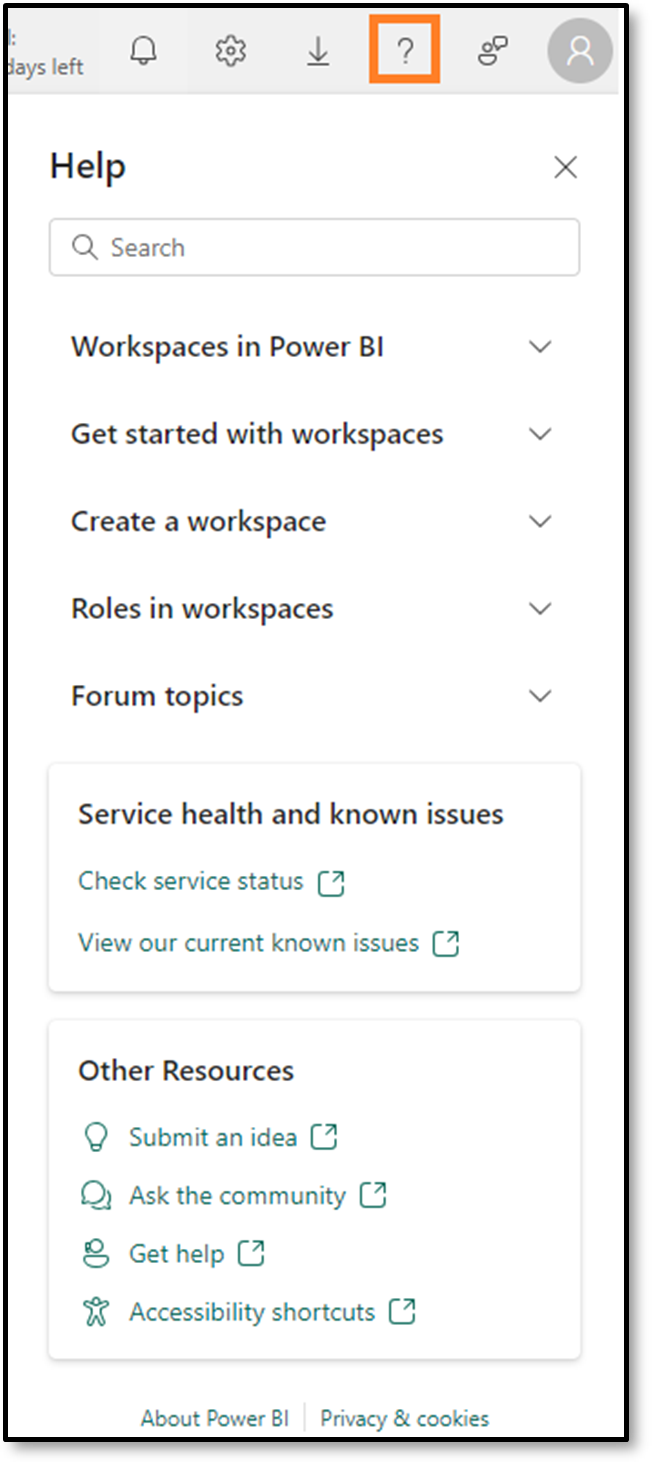 days left
?
Help
Search
Workspaces in Power BI
Get started with workspaces
Create a workspace
Roles in workspaces
Forum topics
Service health and known issues
Check service status
View our current known issues
Other Resources
Submit an idea
Ask the community
Get help
Accessibility shortcuts
About Power BI | Privacy & cookies